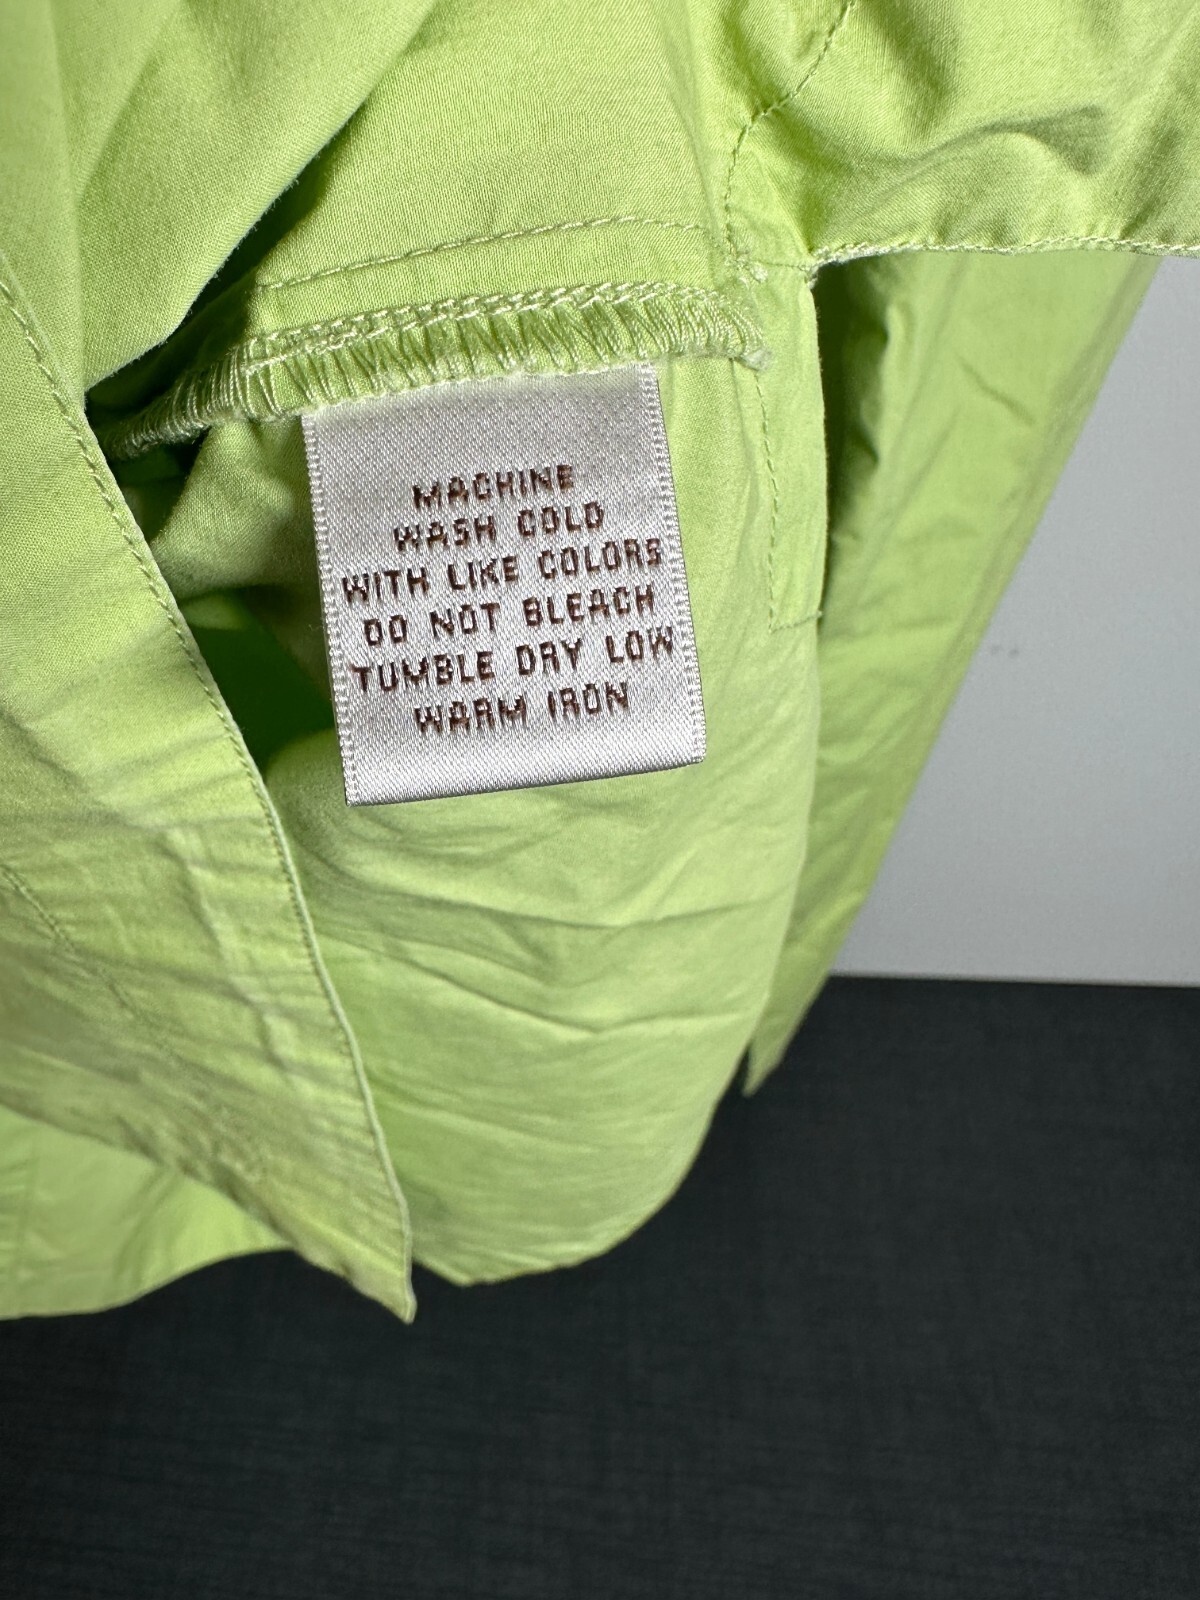 MACHINE
WASH COLD
WITH LIKE COLORS
DO NOT BLEACH
TUMBLE DRY LOW
WARM IRON